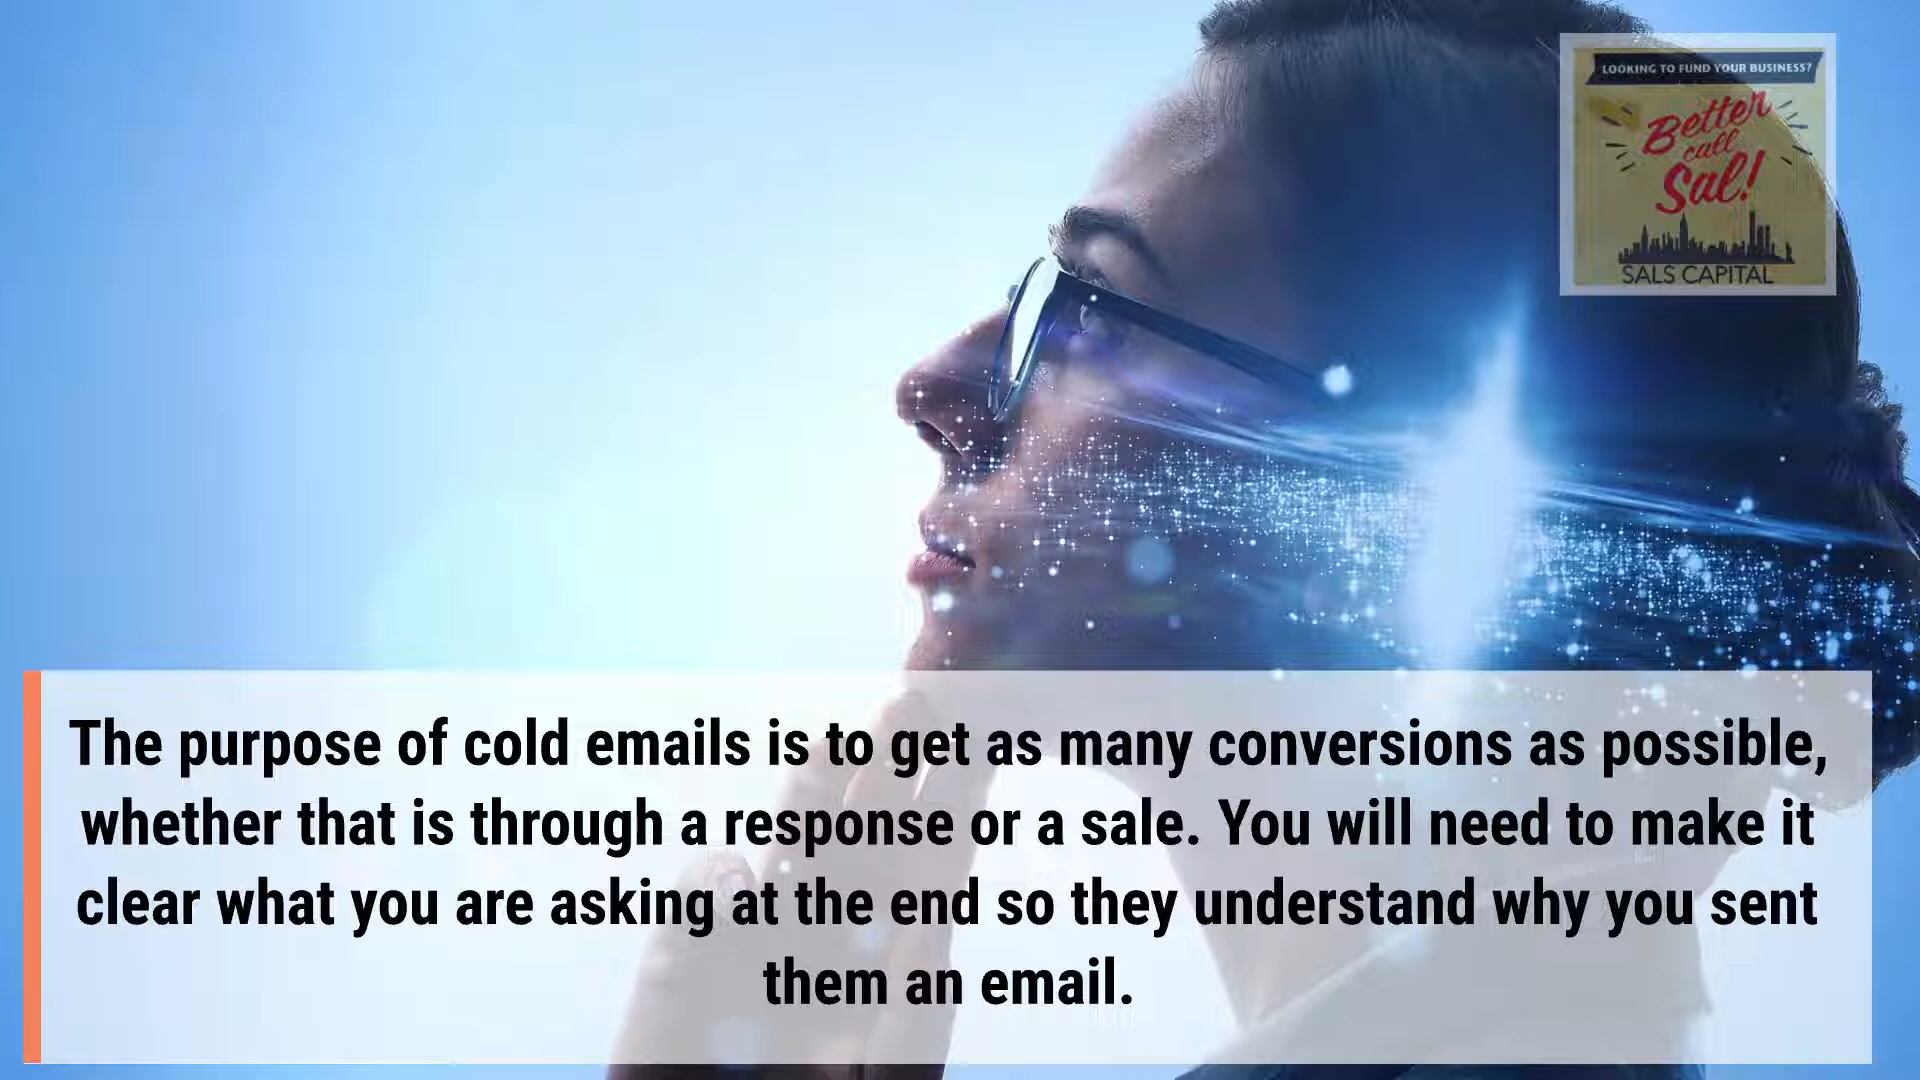 LOOKING TO FUND YOUR BUSINESS?
Better
call
Sal!
SALS CAPITAL
The purpose of cold emails is to get as many conversions as possible,
whether that is through a response or a sale. You will need to make it
clear what you are asking at the end so they understand why you sent
them an email.